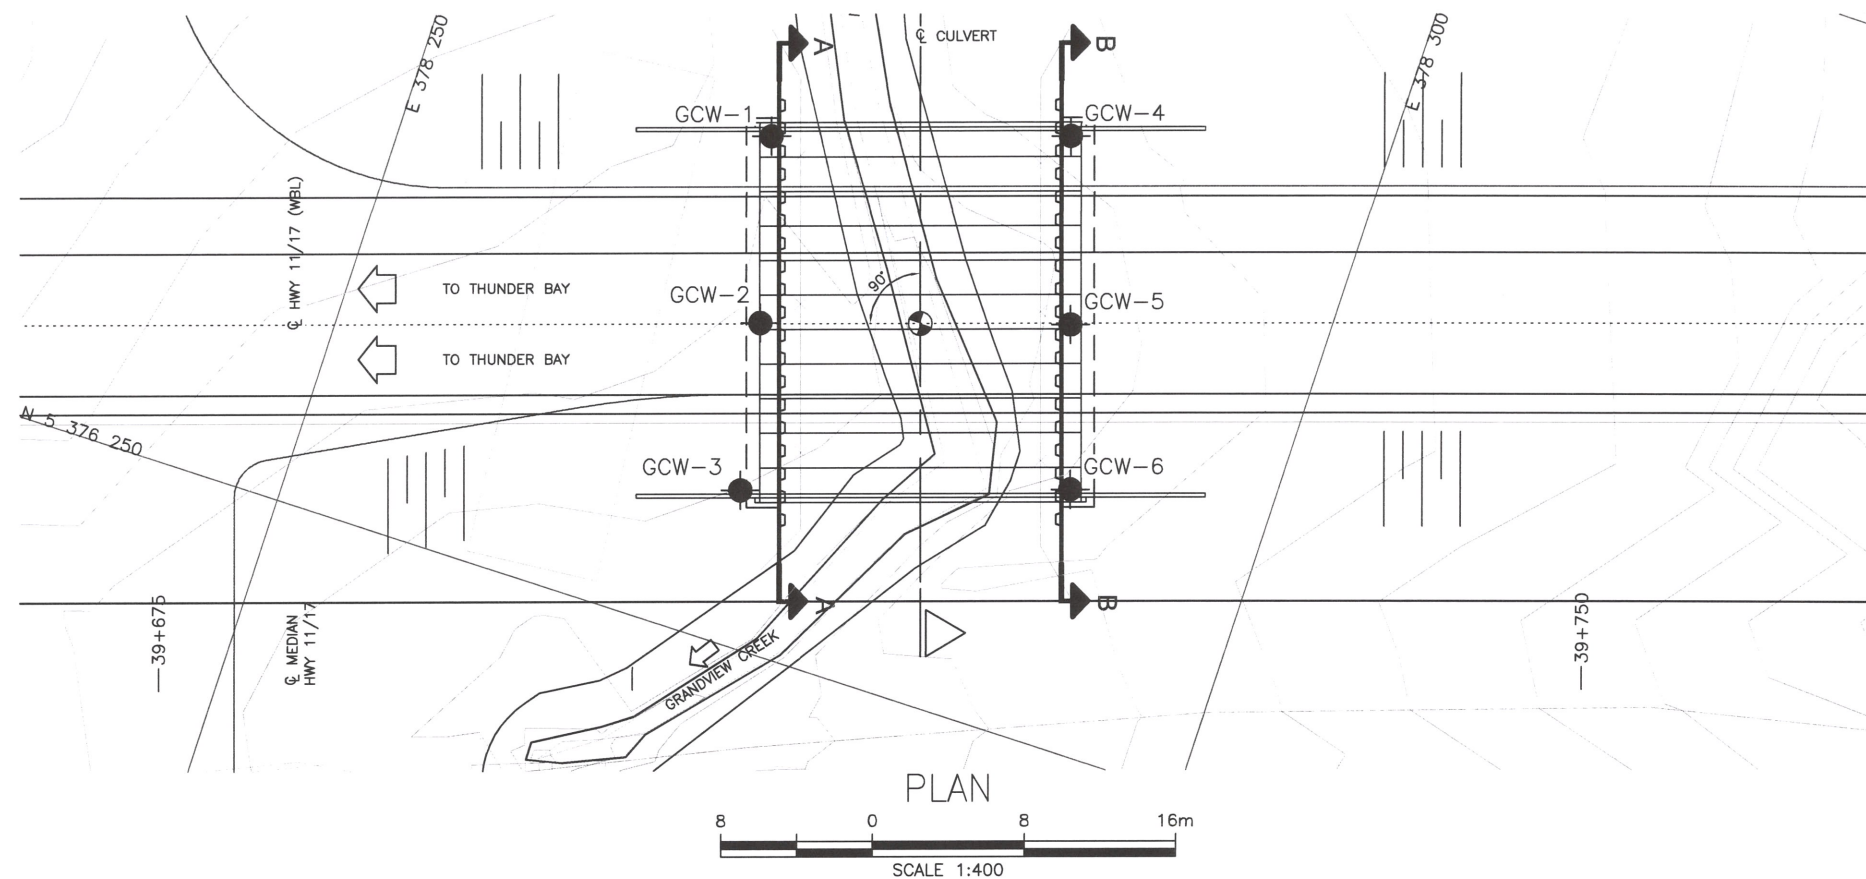 E 378 250
E 378 300
℄ CULVERT
A
B
GCW-1
GCW-4
℄ HWY 11/17 (WBL)
TO THUNDER BAY
GCW-2
90°
GCW-5
TO THUNDER BAY
N 5 376 250
GCW-3
GCW-6
39+675
℄ MEDIAN
HWY 11/17
A
B
GRANDVIEW CREEK
39+750
PLAN
8 0 8 16m
SCALE 1:400